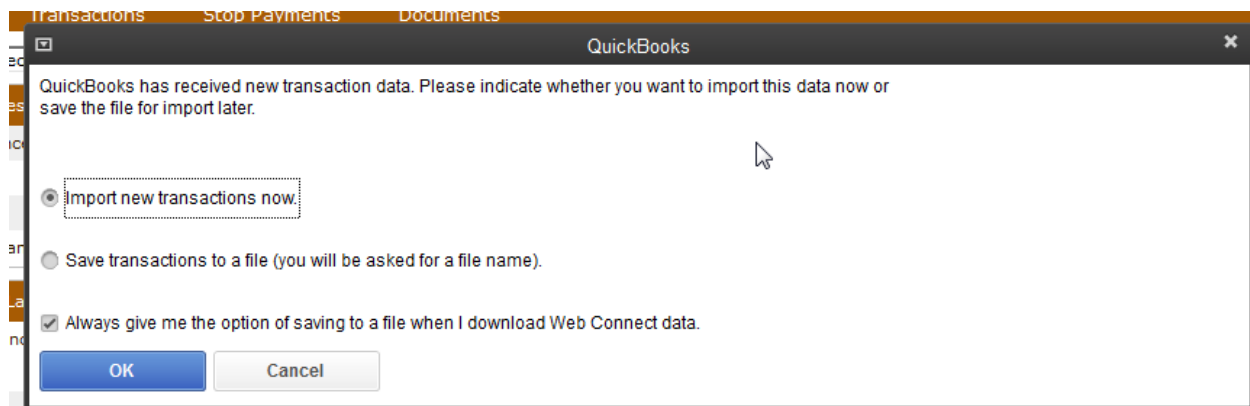 Transactions Stop Payments Documents
QuickBooks
QuickBooks has received new transaction data. Please indicate whether you want to import this data now or
save the file for import later.
Import new transactions now.
Save transactions to a file (you will be asked for a file name).
Always give me the option of saving to a file when I download Web Connect data.
OK Cancel